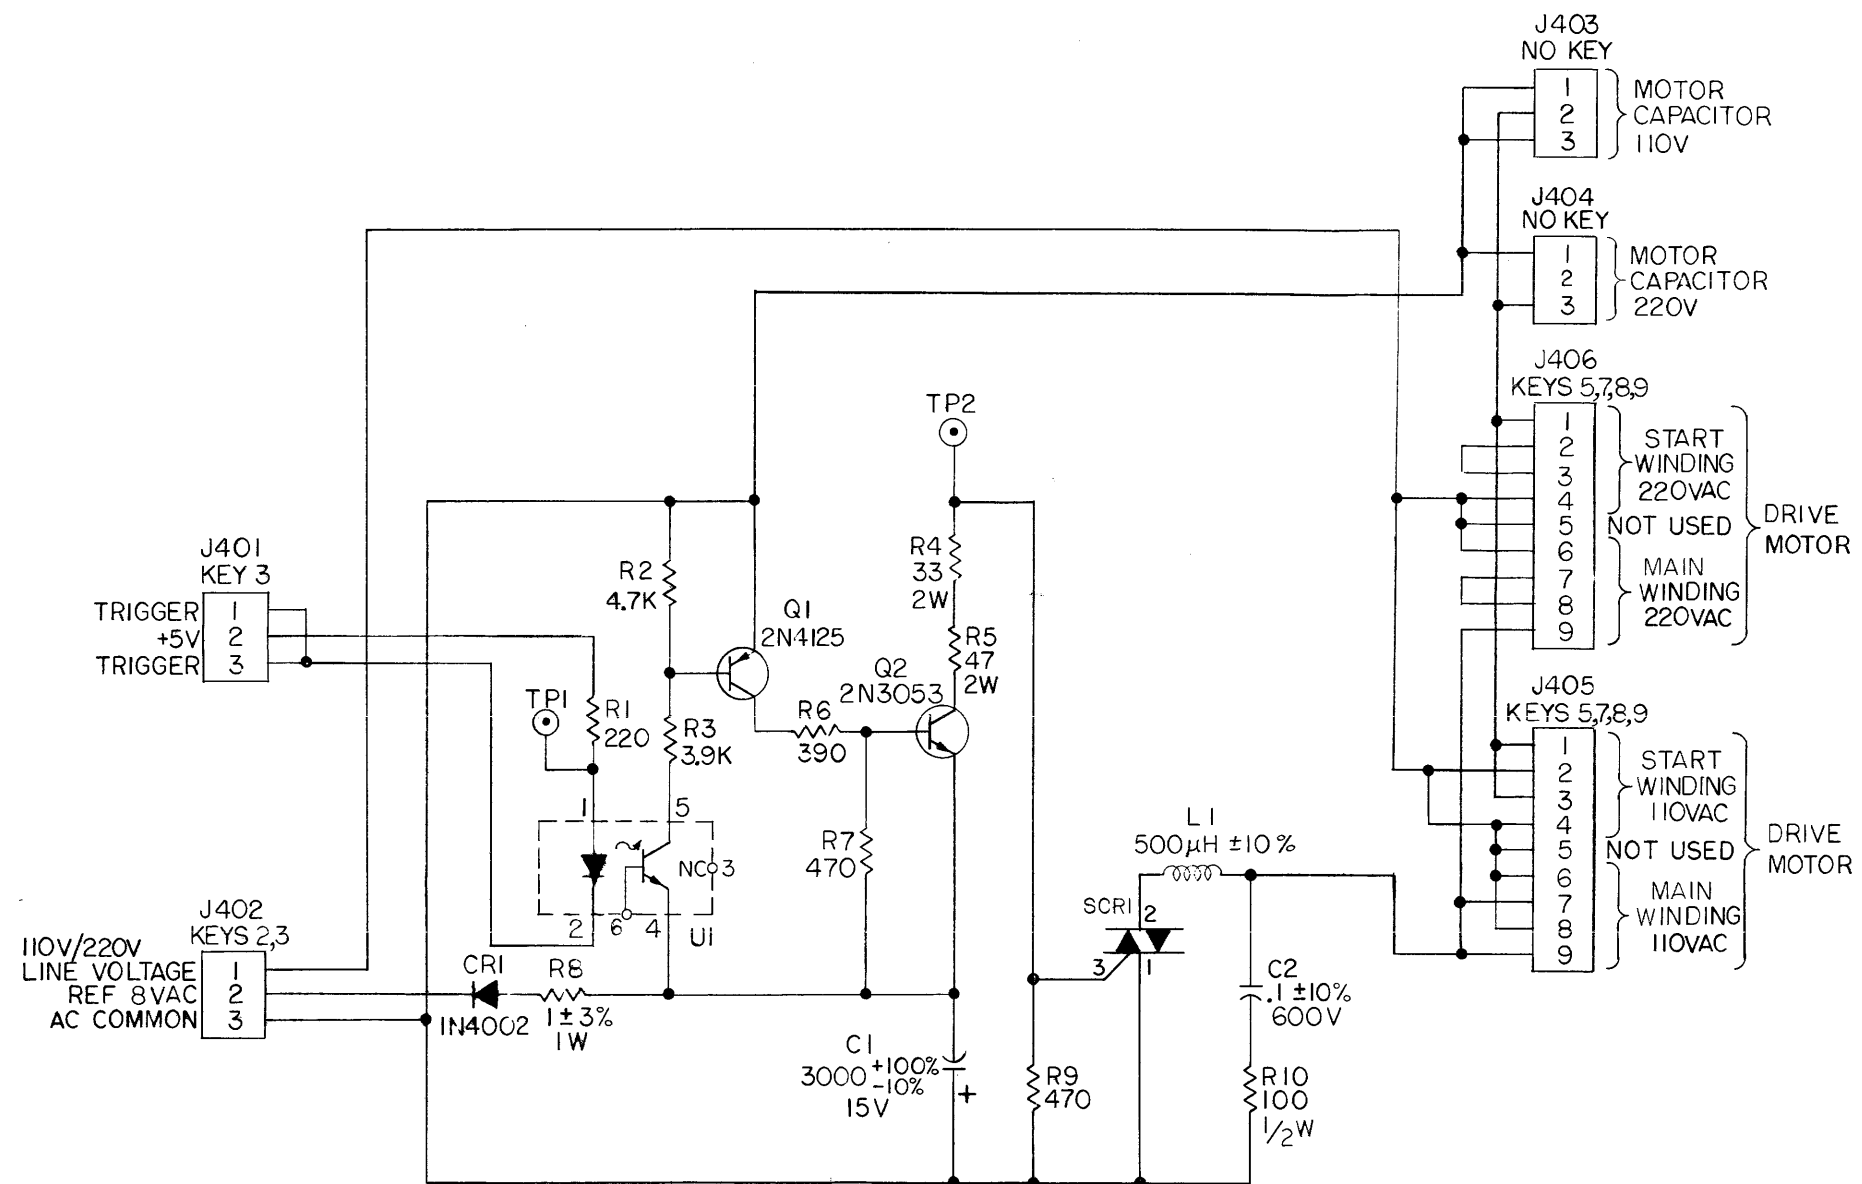 J403
NO KEY
1
2
3
MOTOR
CAPACITOR
110V
J404
NO KEY
1
2
3
MOTOR
CAPACITOR
220V
J406
KEYS 5,7,8,9
1
2
3
4
5
6
7
8
9
START
WINDING
220VAC
NOT USED
MAIN
WINDING
220VAC
DRIVE
MOTOR
J405
KEYS 5,7,8,9
1
2
3
4
5
6
7
8
9
START
WINDING
110VAC
NOT USED
MAIN
WINDING
110VAC
DRIVE
MOTOR
TP2
R4
33
2W
R5
47
2W
R2
4.7K
Q1
2N4125
Q2
2N3053
J401
KEY 3
TRIGGER 1
+5V 2
TRIGGER 3
TP1
R1
220
R3
3.9K
R6
390
R7
470
1
5
NC 3
2
6
4
U1
L1
500µH ±10%
SCR1
2
3
1
J402
KEYS 2,3
110V/220V
LINE VOLTAGE 1
REF 8VAC 2
AC COMMON 3
CR1
1N4002
R8
1±3%
1W
C1
3000 +100%
-10%
15V
+
R9
470
C2
.1 ±10%
600V
R10
100
1/2W